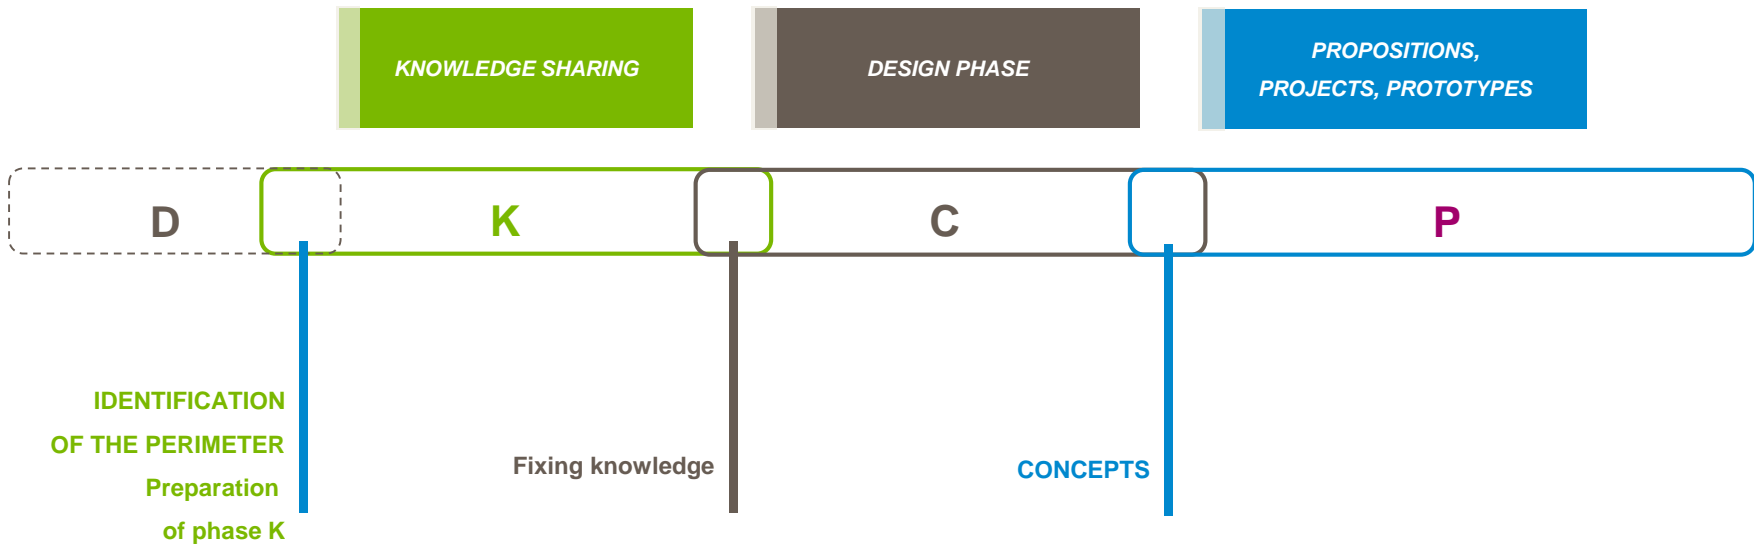 KNOWLEDGE SHARING
DESIGN PHASE
PROPOSITIONS,
PROJECTS, PROTOTYPES
D
K
C
P
IDENTIFICATION
OF THE PERIMETER
Preparation
of phase K
Fixing knowledge
CONCEPTS